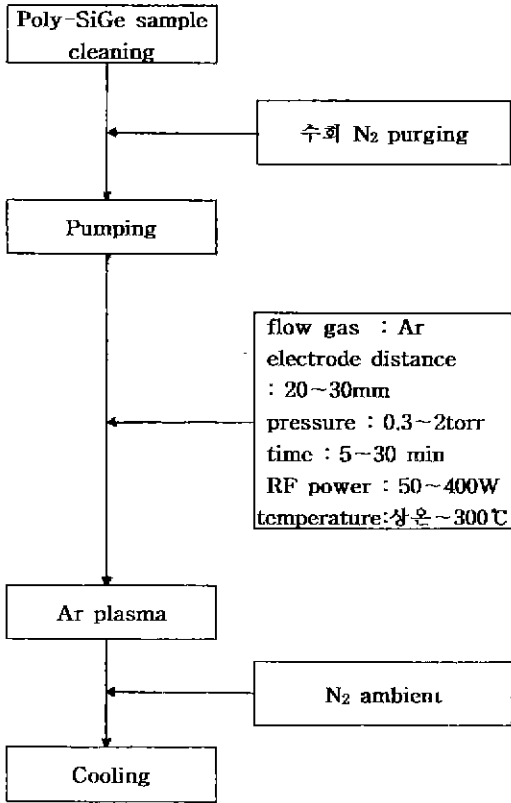 Poly-SiGe sample
cleaning
수회 N₂ purging
Pumping
flow gas : Ar
electrode distance
: 20~30mm
pressure : 0.3~2torr
time : 5~30 min
RF power : 50~400W
temperature:상온~300℃
Ar plasma
N₂ ambient
Cooling